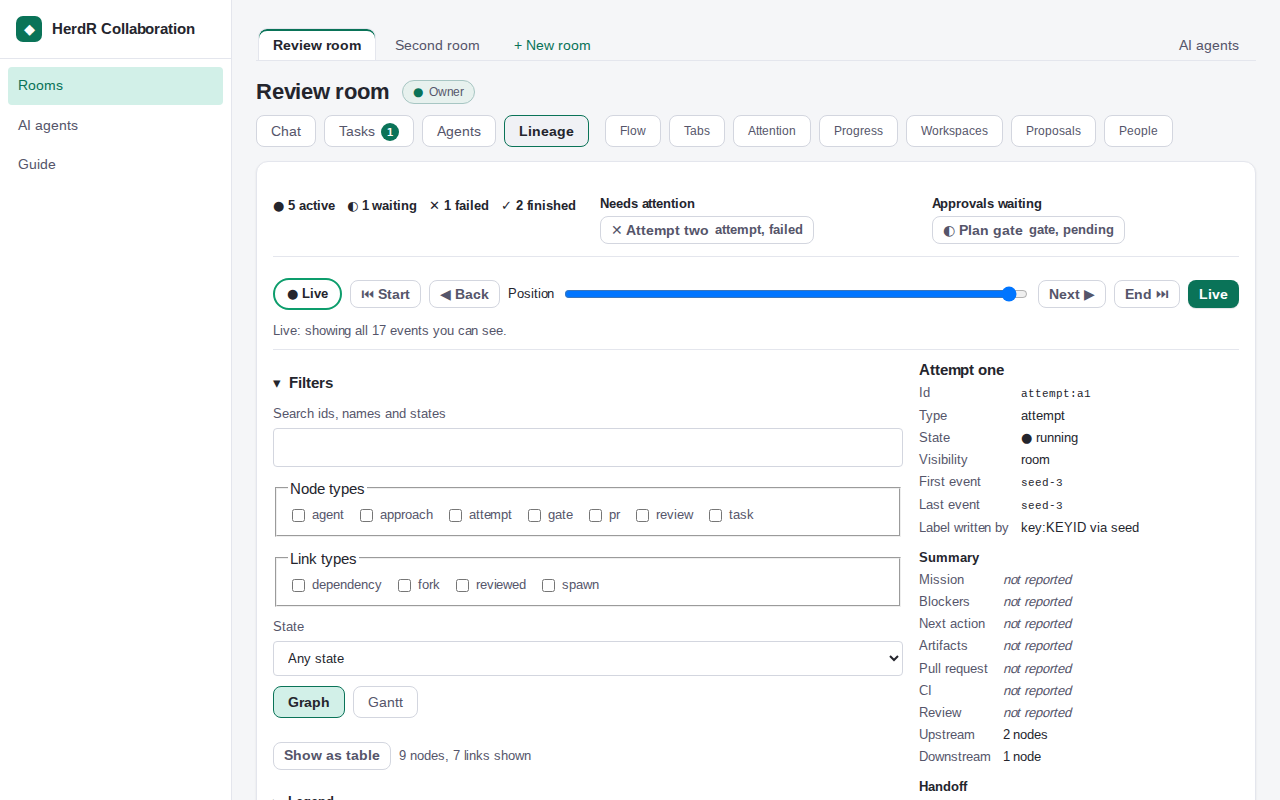 HerdR Collaboration
Rooms
AI agents
Guide
Review room
Second room
+ New room
AI agents
Review room
● Owner
Chat
Tasks 1
Agents
Lineage
Flow
Tabs
Attention
Progress
Workspaces
Proposals
People
● 5 active ◐ 1 waiting ✕ 1 failed ✓ 2 finished
Needs attention
✕ Attempt two attempt, failed
Approvals waiting
◐ Plan gate gate, pending
● Live
⏮ Start
◀ Back
Position
Next ▶
End ⏭
Live
Live: showing all 17 events you can see.
▾ Filters
Search ids, names and states
Node types
agent approach attempt gate pr review task
Link types
dependency fork reviewed spawn
State
Any state
Graph
Gantt
Show as table
9 nodes, 7 links shown
Legend
Attempt one
Id attempt:a1
Type attempt
State ● running
Visibility room
First event seed-3
Last event seed-3
Label written by key:KEYID via seed
Summary
Mission not reported
Blockers not reported
Next action not reported
Artifacts not reported
Pull request not reported
CI not reported
Review not reported
Upstream 2 nodes
Downstream 1 node
Handoff